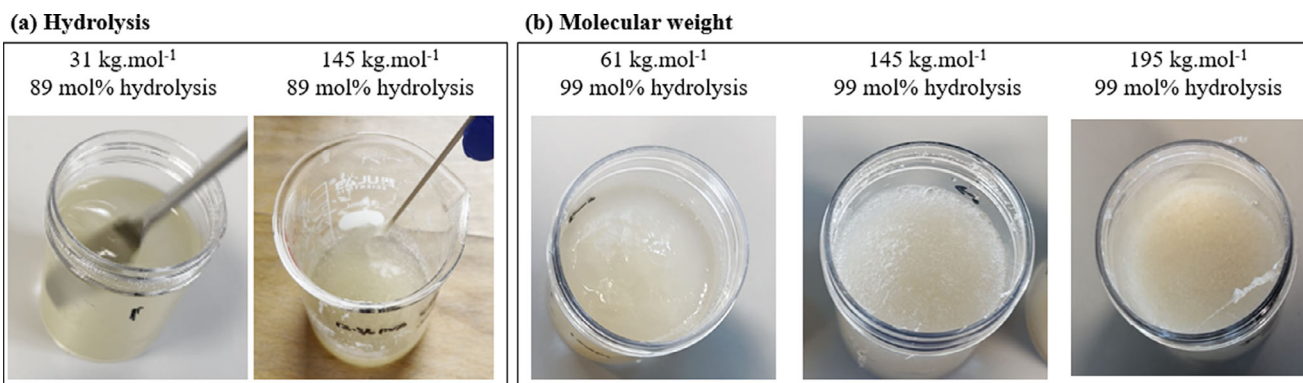 (a) Hydrolysis
31 kg.mol-1
89 mol% hydrolysis
145 kg.mol-1
89 mol% hydrolysis
(b) Molecular weight
61 kg.mol-1
99 mol% hydrolysis
145 kg.mol-1
99 mol% hydrolysis
195 kg.mol-1
99 mol% hydrolysis